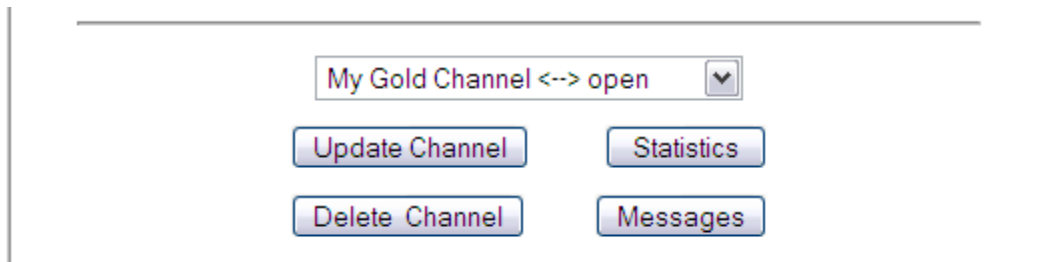 My Gold Channel <--> open
Update Channel Statistics
Delete Channel Messages